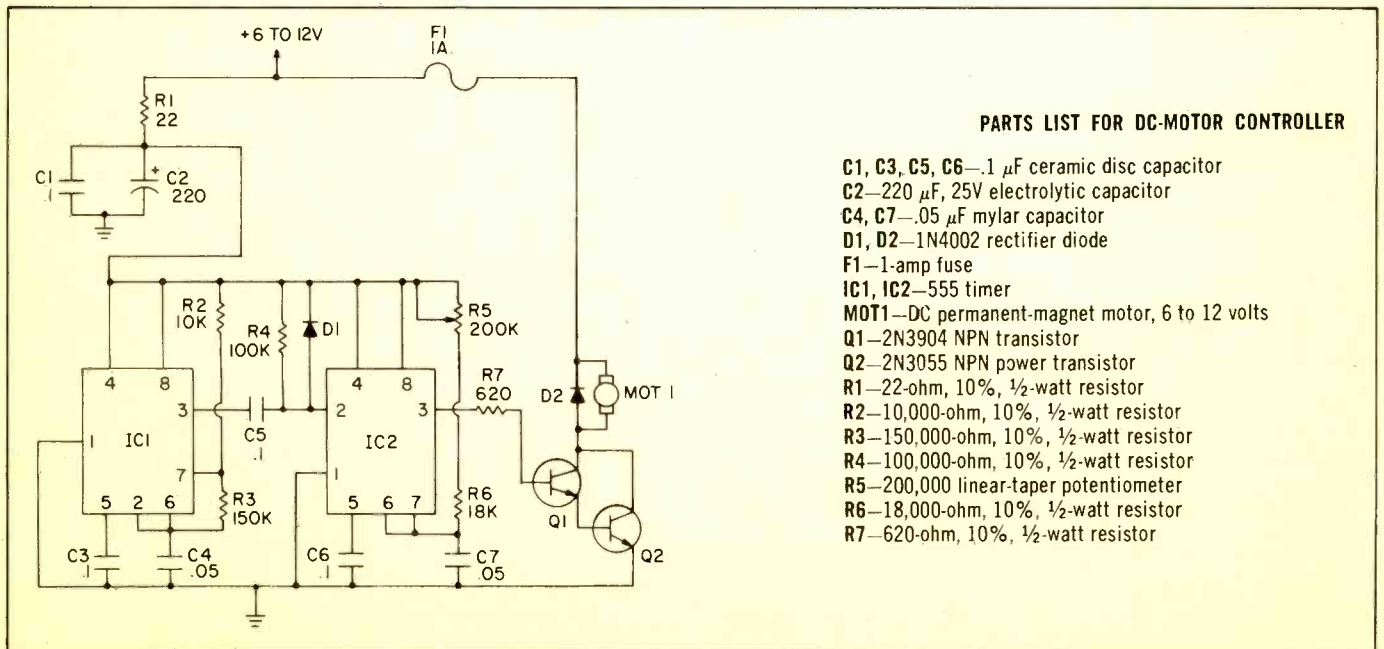 +6 TO 12V
F1
1A
R1
22
C1
.1
+
C2
220
R2
10K
R4
100K
D1
R5
200K
R7
620
D2
MOT 1
4
8
3
1
IC1
7
5
2
6
C5
.1
4
8
2
3
IC2
1
5
6
7
R3
150K
R6
18K
Q1
Q2
C3
.1
C4
.05
C6
.1
C7
.05
PARTS LIST FOR DC-MOTOR CONTROLLER
C1, C3, C5, C6—.1 µF ceramic disc capacitor
C2—220 µF, 25V electrolytic capacitor
C4, C7—.05 µF mylar capacitor
D1, D2—1N4002 rectifier diode
F1—1-amp fuse
IC1, IC2—555 timer
MOT1—DC permanent-magnet motor, 6 to 12 volts
Q1—2N3904 NPN transistor
Q2—2N3055 NPN power transistor
R1—22-ohm, 10%, ½-watt resistor
R2—10,000-ohm, 10%, ½-watt resistor
R3—150,000-ohm, 10%, ½-watt resistor
R4—100,000-ohm, 10%, ½-watt resistor
R5—200,000 linear-taper potentiometer
R6—18,000-ohm, 10%, ½-watt resistor
R7—620-ohm, 10%, ½-watt resistor